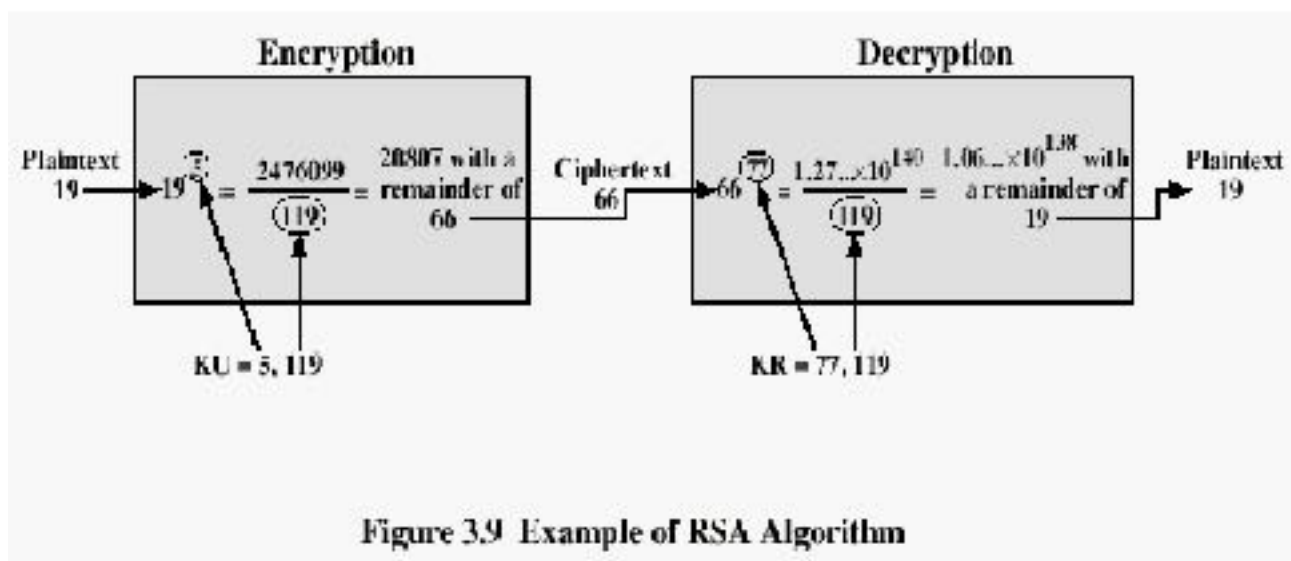 Encryption
Decryption
Plaintext
19
19 5 = 2476099 / 119 = 20807 with a remainder of 66
Ciphertext
66
66 77 = 1.27...×10 140 / 119 = 1.06...×10 138 with a remainder of 19
Plaintext
19
KU = 5, 119
KR = 77, 119
Figure 3.9 Example of RSA Algorithm